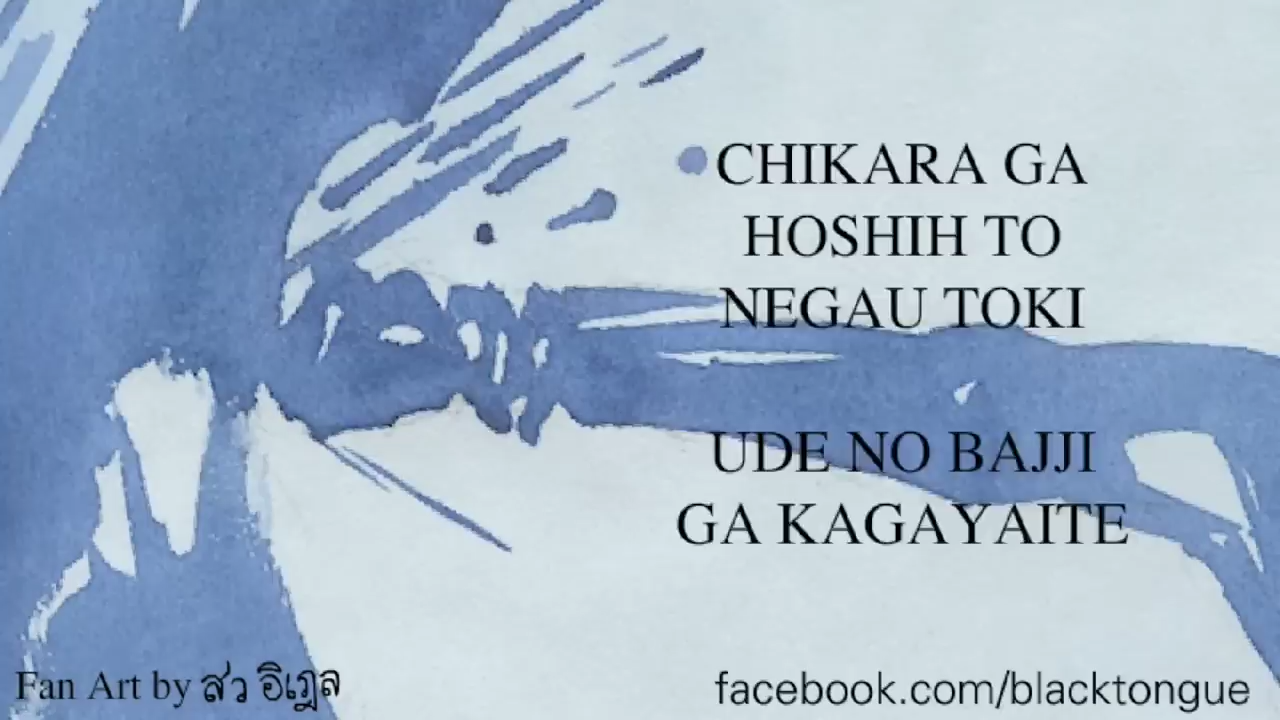 CHIKARA GA
HOSHIH TO
NEGAU TOKI
UDE NO BAJJI
GA KAGAYAITE
Fan Art by สว อิเฎล
facebook.com/blacktongue